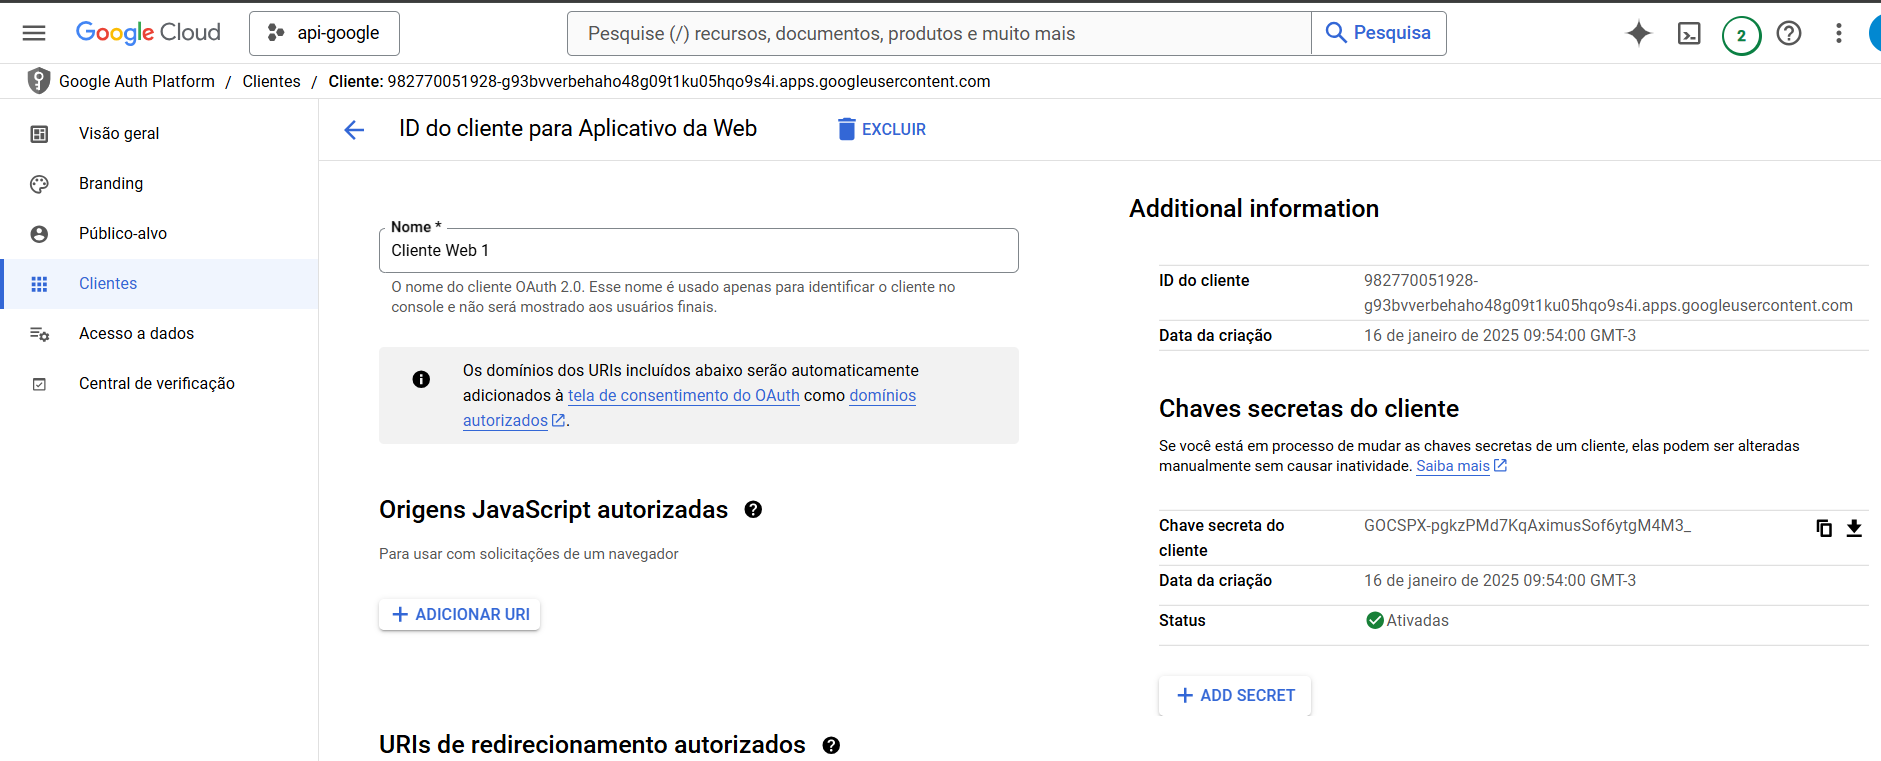 Google Cloud
api-google
Pesquise (/) recursos, documentos, produtos e muito mais
Pesquisa
2
Google Auth Platform / Clientes / Cliente: 982770051928-g93bvverbehaho48g09t1ku05hqo9s4i.apps.googleusercontent.com
Visão geral
Branding
Público-alvo
Clientes
Acesso a dados
Central de verificação
ID do cliente para Aplicativo da Web
EXCLUIR
Nome *
Cliente Web 1
O nome do cliente OAuth 2.0. Esse nome é usado apenas para identificar o cliente no
console e não será mostrado aos usuários finais.
Os domínios dos URIs incluídos abaixo serão automaticamente
adicionados à tela de consentimento do OAuth como domínios
autorizados.
Origens JavaScript autorizadas
Para usar com solicitações de um navegador
ADICIONAR URI
URIs de redirecionamento autorizados
Additional information
ID do cliente
982770051928-
g93bvverbehaho48g09t1ku05hqo9s4i.apps.googleusercontent.com
Data da criação
16 de janeiro de 2025 09:54:00 GMT-3
Chaves secretas do cliente
Se você está em processo de mudar as chaves secretas de um cliente, elas podem ser alteradas
manualmente sem causar inatividade. Saiba mais
Chave secreta do
cliente
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
Data da criação
16 de janeiro de 2025 09:54:00 GMT-3
Status
Ativadas
ADD SECRET